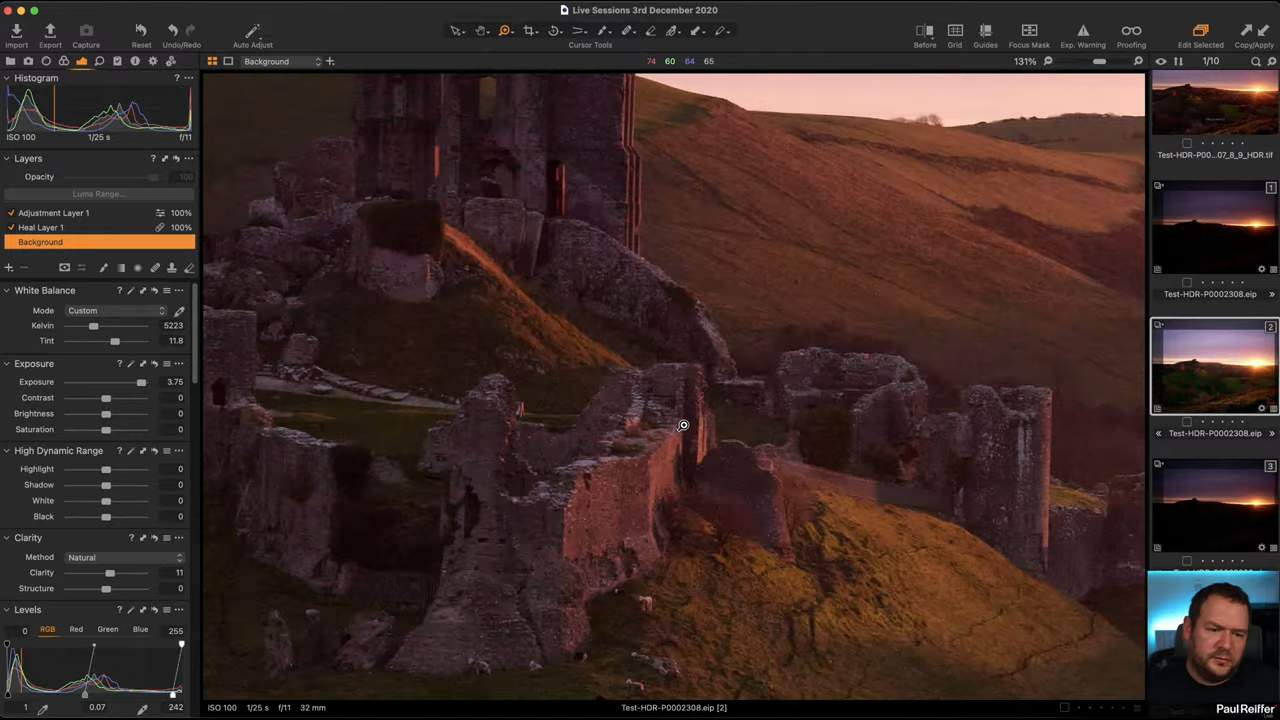 Live Sessions 3rd December 2020
Import
Export
Capture
Reset
Undo/Redo
Auto Adjust
Cursor Tools
Before
Grid
Guides
Focus Mask
Exp. Warning
Proofing
Edit Selected
Copy/Apply
Background
74 60 64 65
131%
1/10
Histogram
ISO 100 1/25 s f/11
Layers
Opacity 100
Luma Range...
Adjustment Layer 1 100%
Heal Layer 1 100%
Background
White Balance
Mode Custom
Kelvin 5223
Tint 11.8
Exposure
Exposure 3.75
Contrast 0
Brightness 0
Saturation 0
High Dynamic Range
Highlight 0
Shadow 0
White 0
Black 0
Clarity
Method Natural
Clarity 11
Structure 0
Levels
0 RGB Red Green Blue 255
1 0.07 242
ISO 100 1/25 s f/11 32 mm
Test-HDR-P0002308.eip [2]
Test-HDR-P00...07_8_9_HDR.tif
1
Test-HDR-P0002308.eip
2
Test-HDR-P0002308.eip
3
Paul Reiffer
Live